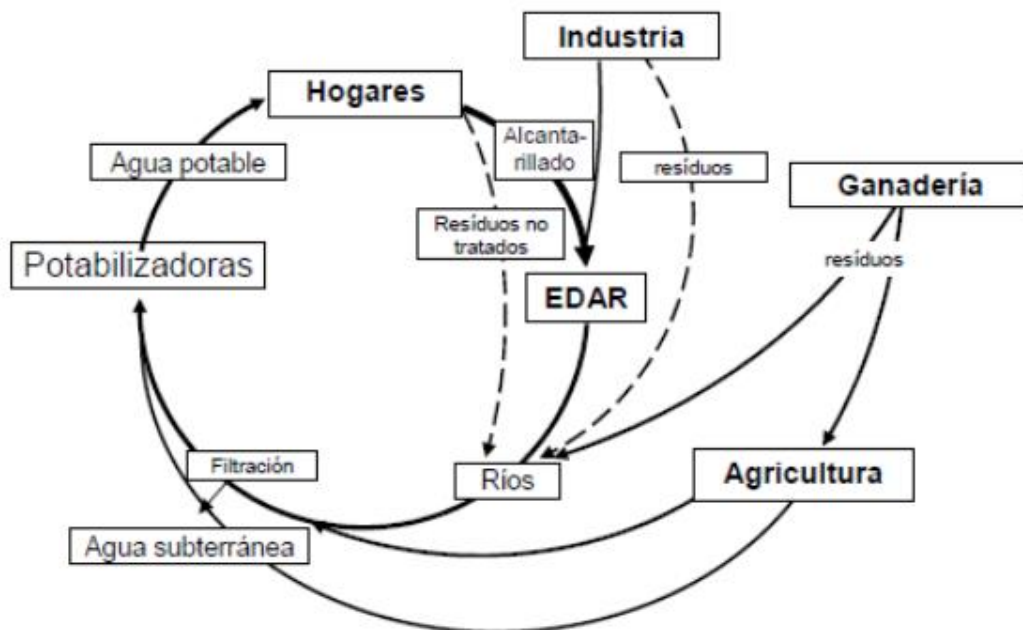 Industria
Hogares
Alcanta-
rillado
resíduos
Agua potable
Ganadería
Resíduos no
tratados
Potabilizadoras
resíduos
EDAR
Filtración
Ríos
Agricultura
Agua subterránea